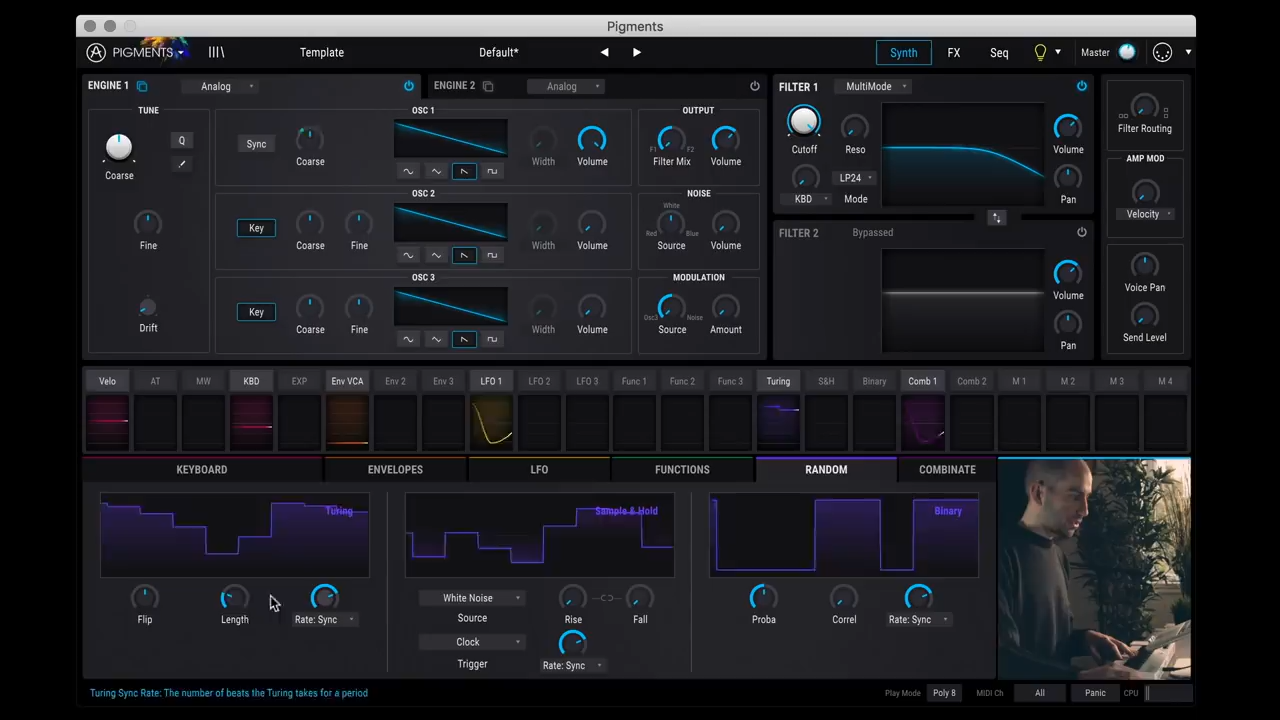 Pigments
PIGMENTS Template Default* Synth FX Seq Master
ENGINE 1 Analog ENGINE 2 Analog
TUNE
Q
Coarse
Fine
Drift
OSC 1
Sync Coarse Width Volume
OSC 2
Key Coarse Fine Width Volume
OSC 3
Key Coarse Fine Width Volume
OUTPUT
F1 F2
Filter Mix Volume
NOISE
White
Red Blue
Source Volume
MODULATION
Osc3 Noise
Source Amount
FILTER 1 MultiMode
Cutoff Reso
KBD LP24
Mode
Volume
Pan
FILTER 2 Bypassed
Volume
Pan
Filter Routing
AMP MOD
Velocity
Voice Pan
Send Level
Velo AT MW KBD EXP Env VCA Env 2 Env 3 LFO 1 LFO 2 LFO 3 Func 1 Func 2 Func 3 Turing S&H Binary Comb 1 Comb 2 M 1 M 2 M 3 M 4
KEYBOARD ENVELOPES LFO FUNCTIONS RANDOM COMBINATE
Turing
Flip Length Rate: Sync
Sample & Hold
White Noise
Source
Clock
Trigger
Rise Fall
Rate: Sync
Binary
Proba Correl Rate: Sync
Turing Sync Rate: The number of beats the Turing takes for a period
Play Mode Poly 8 MIDI Ch All Panic CPU